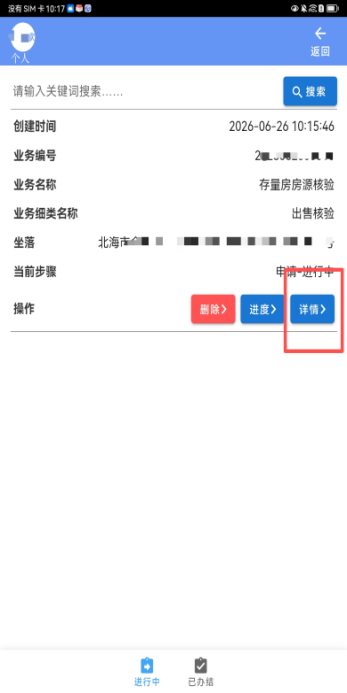 没有 SIM 卡 10:17
个人
返回
请输入关键词搜索……
搜索
创建时间 2026-06-26 10:15:46
业务编号
业务名称 存量房房源核验
业务细类名称 出售核验
坐落 北海市
当前步骤 申请-进行中
操作 删除 进度 详情
进行中 已办结